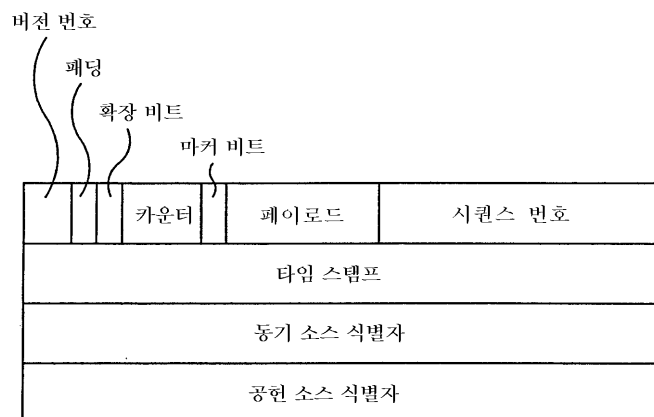 버전 번호
패딩
확장 비트
마커 비트
카운터
페이로드
시퀀스 번호
타임 스탬프
동기 소스 식별자
공헌 소스 식별자